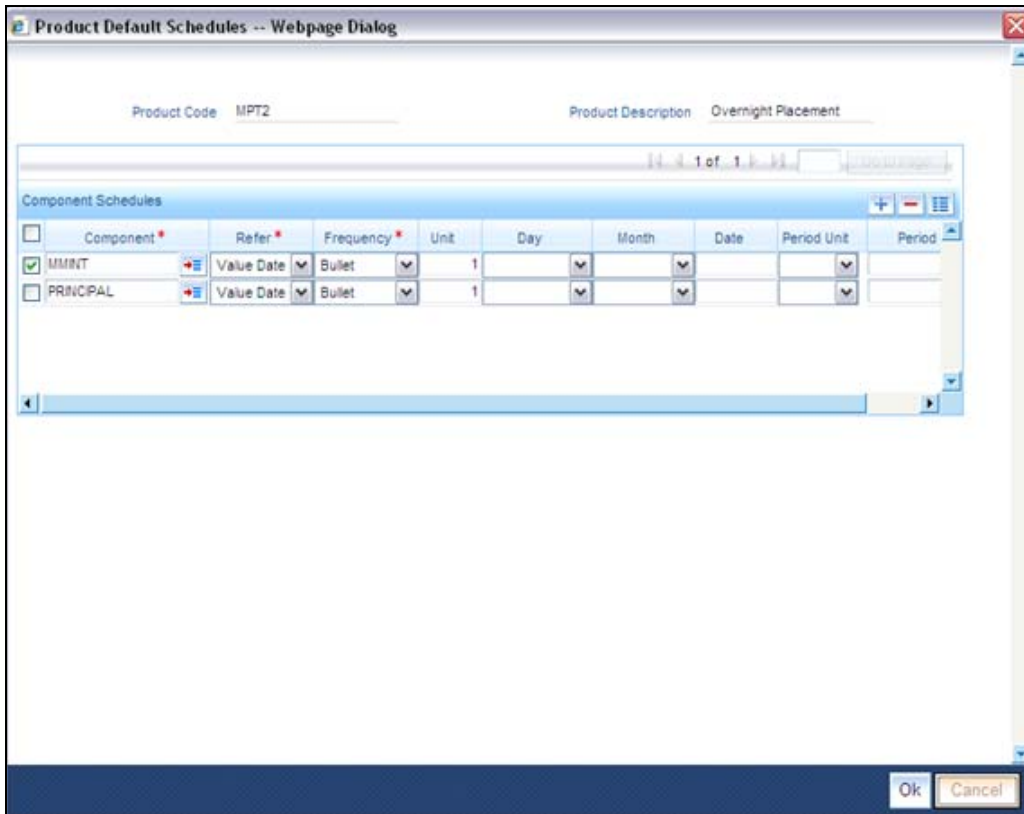 Product Default Schedules -- Webpage Dialog
Product Code MPT2 Product Description Overnight Placement
1 of 1
Component Schedules
Component * Refer * Frequency * Unit Day Month Date Period Unit Period
MMINT Value Date Bullet 1
PRINCIPAL Value Date Bullet 1
Ok Cancel